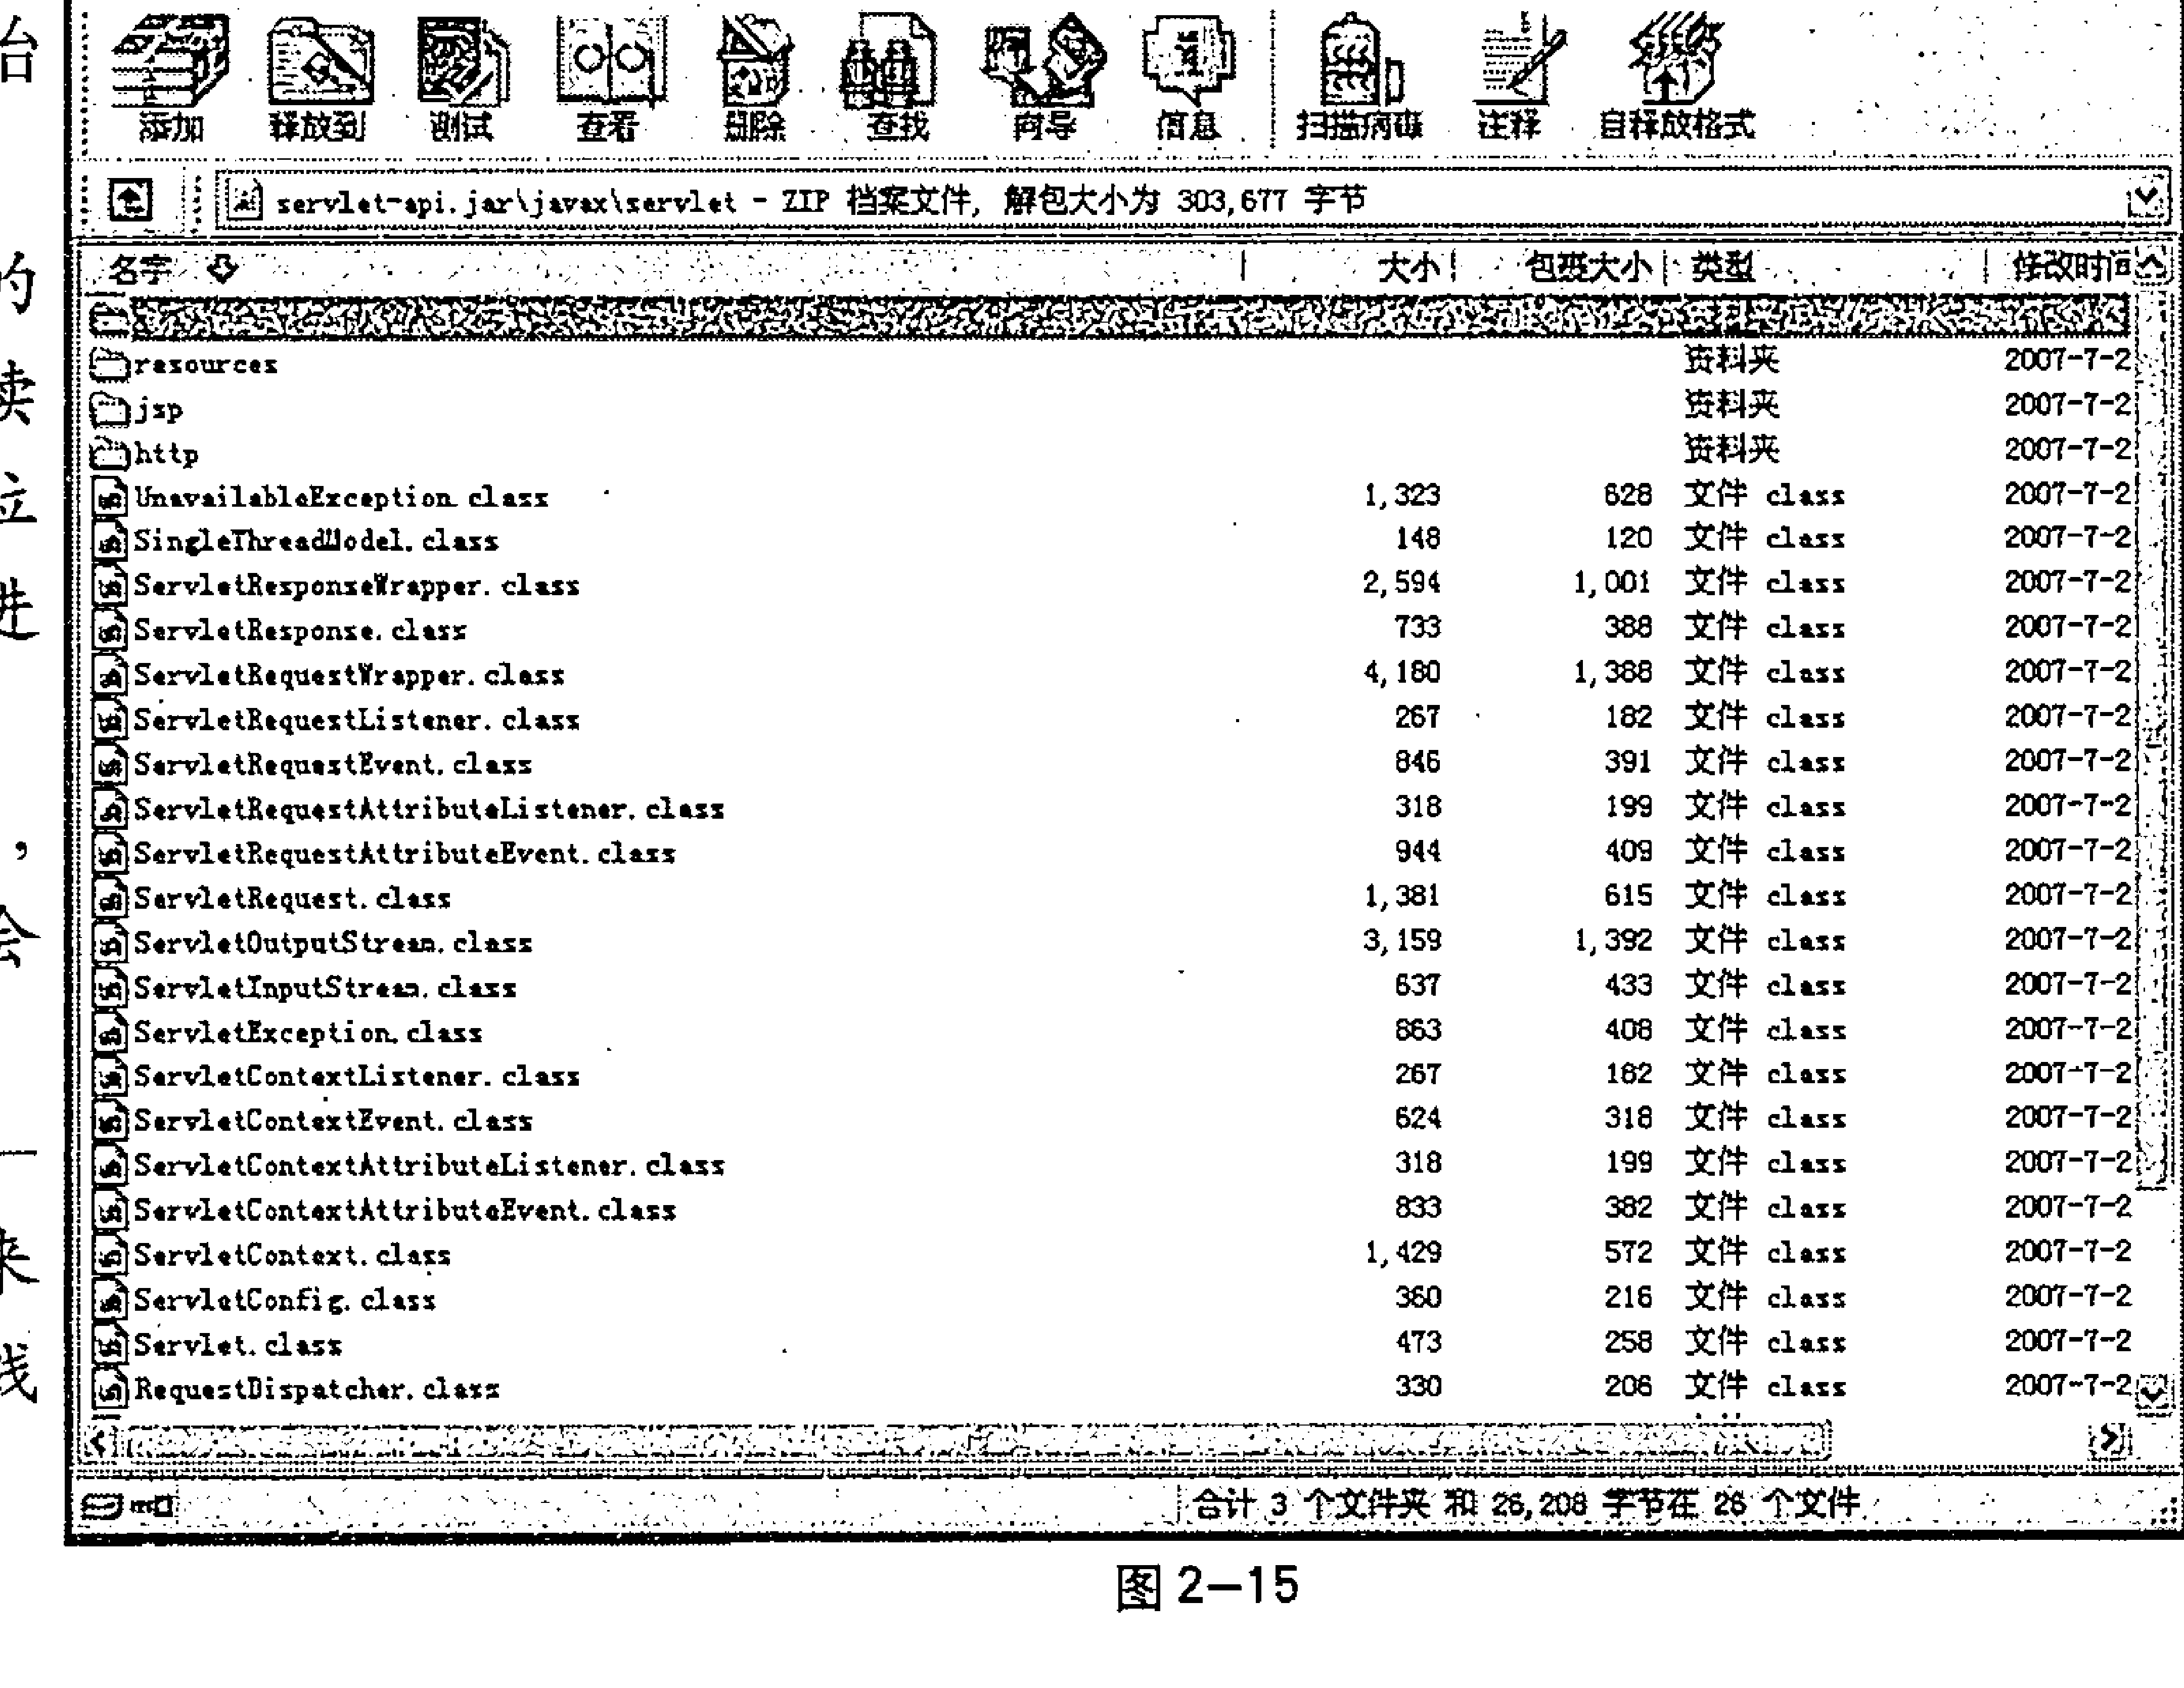 添加 释放到 测试 查看 删除 查找 向导 信息 扫描病毒 注释 自释放格式
servlet-api.jar\javax\servlet - ZIP 档案文件, 解包大小为 303,677 字节
名字 大小 包裹大小 类型 修改时间
resources 资料夹 2007-7-2
jsp 资料夹 2007-7-2
http 资料夹 2007-7-2
UnavailableException.class 1,323 628 文件 class 2007-7-2
SingleThreadModel.class 148 120 文件 class 2007-7-2
ServletResponseWrapper.class 2,594 1,001 文件 class 2007-7-2
ServletResponse.class 733 388 文件 class 2007-7-2
ServletRequestWrapper.class 4,180 1,388 文件 class 2007-7-2
ServletRequestListener.class 267 182 文件 class 2007-7-2
ServletRequestEvent.class 846 391 文件 class 2007-7-2
ServletRequestAttributeListener.class 318 199 文件 class 2007-7-2
ServletRequestAttributeEvent.class 944 409 文件 class 2007-7-2
ServletRequest.class 1,381 615 文件 class 2007-7-2
ServletOutputStream.class 3,159 1,392 文件 class 2007-7-2
ServletInputStream.class 637 433 文件 class 2007-7-2
ServletException.class 863 408 文件 class 2007-7-2
ServletContextListener.class 267 182 文件 class 2007-7-2
ServletContextEvent.class 624 318 文件 class 2007-7-2
ServletContextAttributeListener.class 318 199 文件 class 2007-7-2
ServletContextAttributeEvent.class 833 382 文件 class 2007-7-2
ServletContext.class 1,429 572 文件 class 2007-7-2
ServletConfig.class 360 216 文件 class 2007-7-2
Servlet.class 473 258 文件 class 2007-7-2
RequestDispatcher.class 330 206 文件 class 2007-7-2
合计 3 个文件夹 和 26,208 字节在 26 个文件
图 2—15